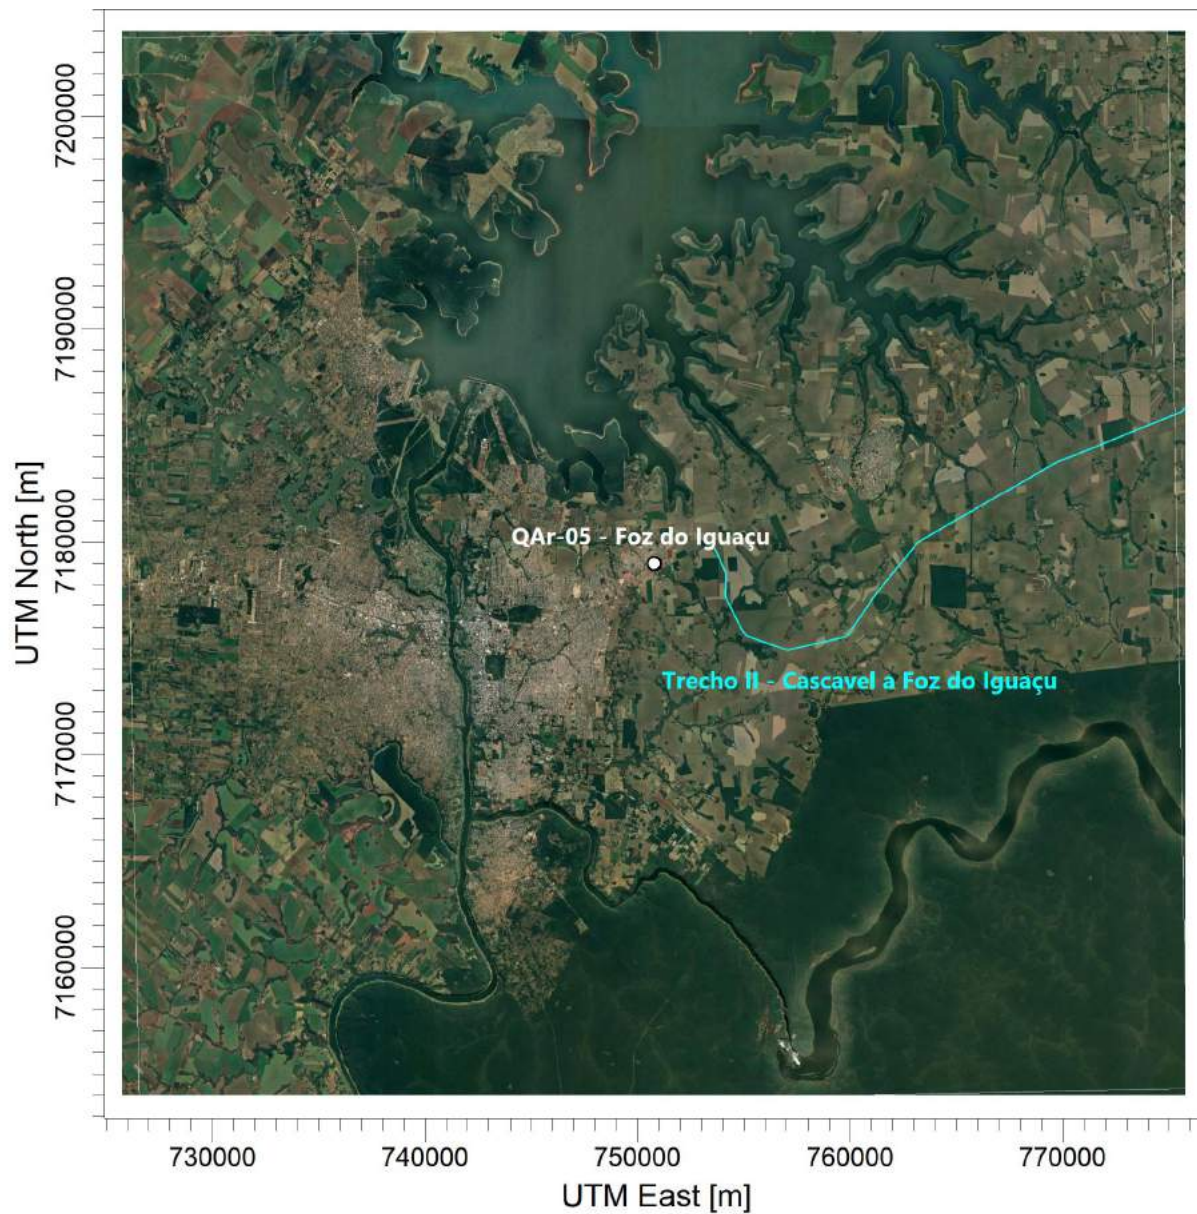 7200000
7190000
7180000
7170000
7160000
UTM North [m]
QAr-05 - Foz do Iguaçu
Trecho II - Cascavel a Foz do Iguaçu
730000
740000
750000
760000
770000
UTM East [m]